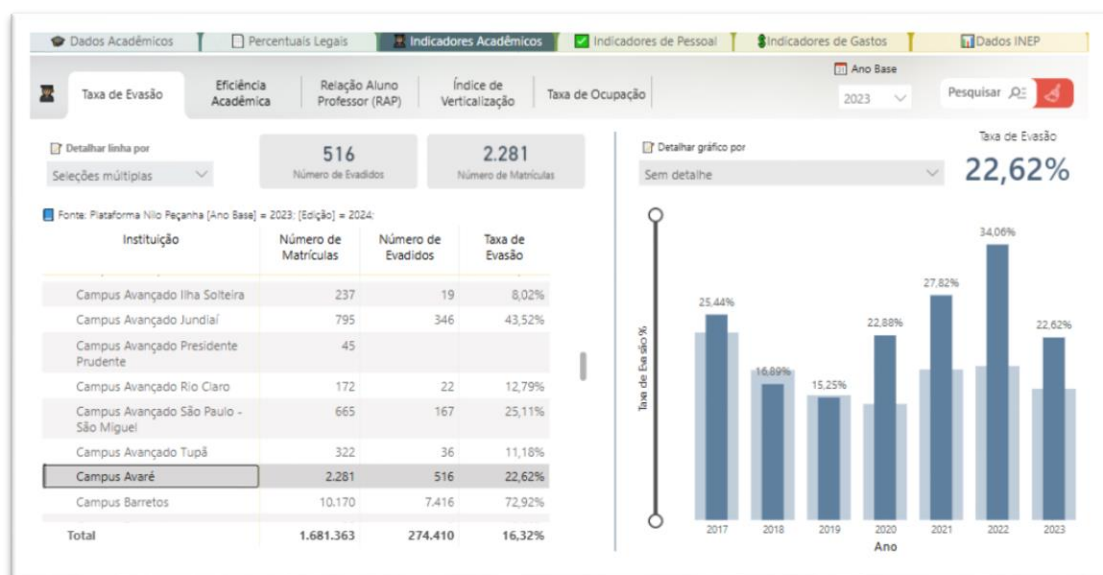 Dados Acadêmicos
Percentuais Legais
Indicadores Acadêmicos
Indicadores de Pessoal
Indicadores de Gastos
Dados INEP
Taxa de Evasão
Eficiência
Acadêmica
Relação Aluno
Professor (RAP)
Índice de
Verticalização
Taxa de Ocupação
Ano Base
2023
Pesquisar
Detalhar linha por
Seleções múltiplas
516
Número de Evadidos
2.281
Número de Matrículas
Detalhar gráfico por
Sem detalhe
Taxa de Evasão
22,62%
Fonte: Plataforma Nilo Peçanha [Ano Base] = 2023; [Edição] = 2024;
Instituição Número de Matrículas Número de Evadidos Taxa de Evasão
Campus Avançado Ilha Solteira 237 19 8,02%
Campus Avançado Jundiaí 795 346 43,52%
Campus Avançado Presidente 45
Prudente
Campus Avançado Rio Claro 172 22 12,79%
Campus Avançado São Paulo - 665 167 25,11%
São Miguel
Campus Avançado Tupã 322 36 11,18%
Campus Avaré 2.281 516 22,62%
Campus Barretos 10.170 7.416 72,92%
Total 1.681.363 274.410 16,32%
Taxa de Evasão %
25,44%
16,89%
15,25%
22,88%
27,82%
34,06%
22,62%
2017 2018 2019 2020 2021 2022 2023
Ano